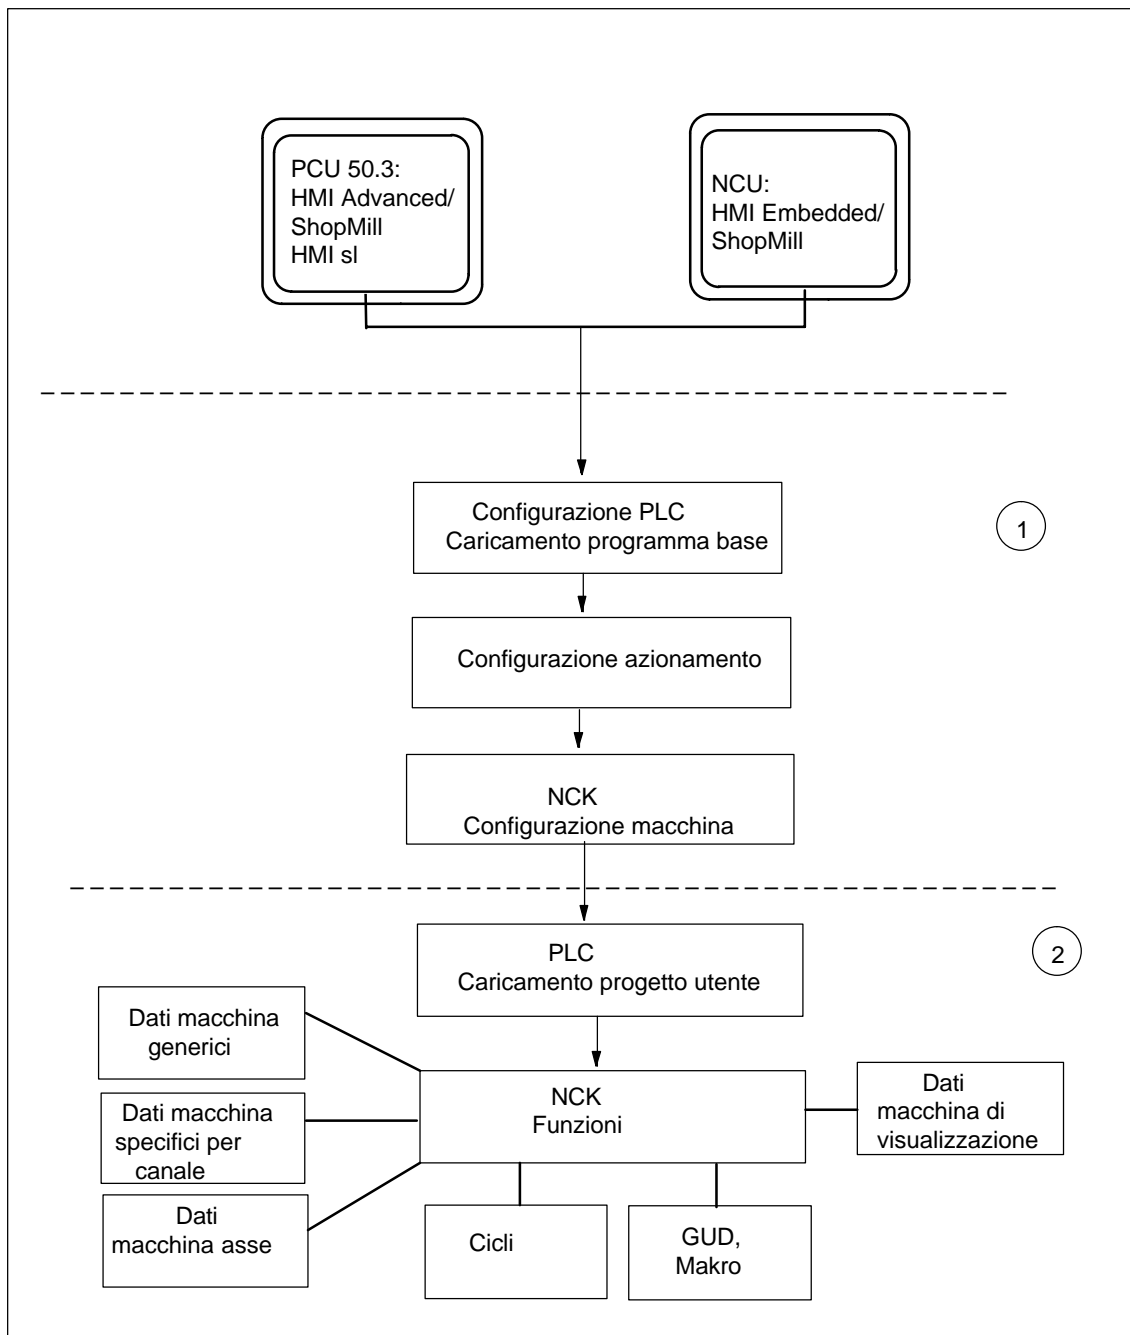 PCU 50.3:
HMI Advanced/
ShopMill
HMI sl
NCU:
HMI Embedded/
ShopMill
Configurazione PLC
Caricamento programma base
1
Configurazione azionamento
NCK
Configurazione macchina
PLC
Caricamento progetto utente
2
Dati macchina
generici
NCK
Funzioni
Dati
macchina di
visualizzazione
Dati macchina
specifici per
canale
Dati
macchina asse
Cicli
GUD,
Makro